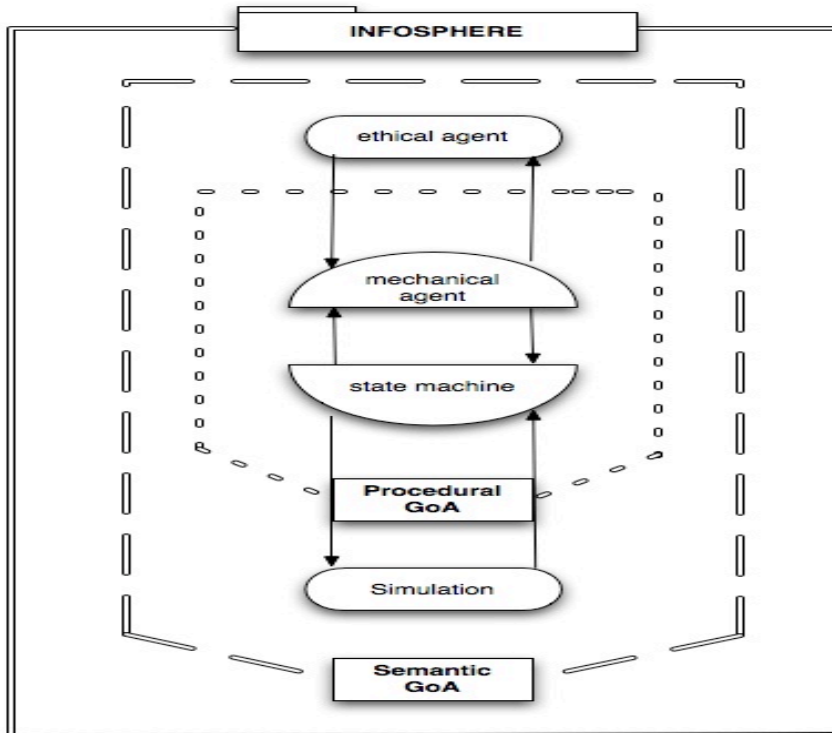 INFOSPHERE
ethical agent
mechanical
agent
state machine
Procedural
GoA
Simulation
Semantic
GoA